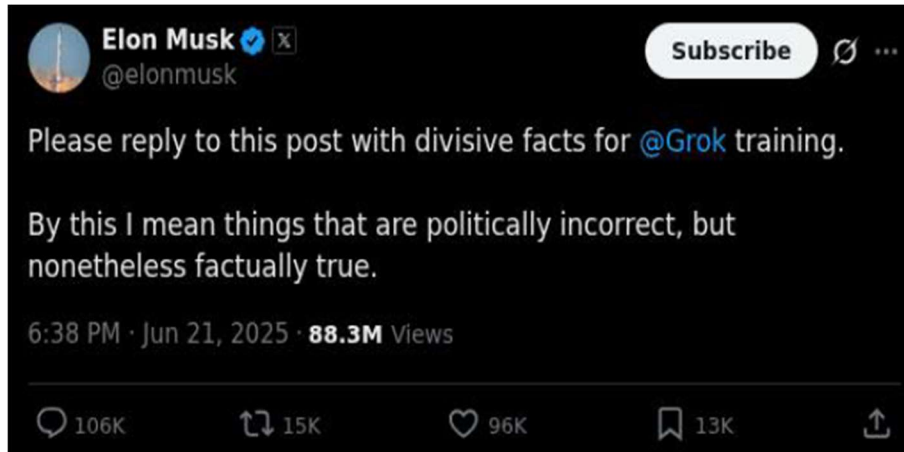 Elon Musk
Subscribe
@elonmusk
Please reply to this post with divisive facts for @Grok training.
By this I mean things that are politically incorrect, but
nonetheless factually true.
6:38 PM · Jun 21, 2025 · 88.3M Views
106K 15K 96K 13K